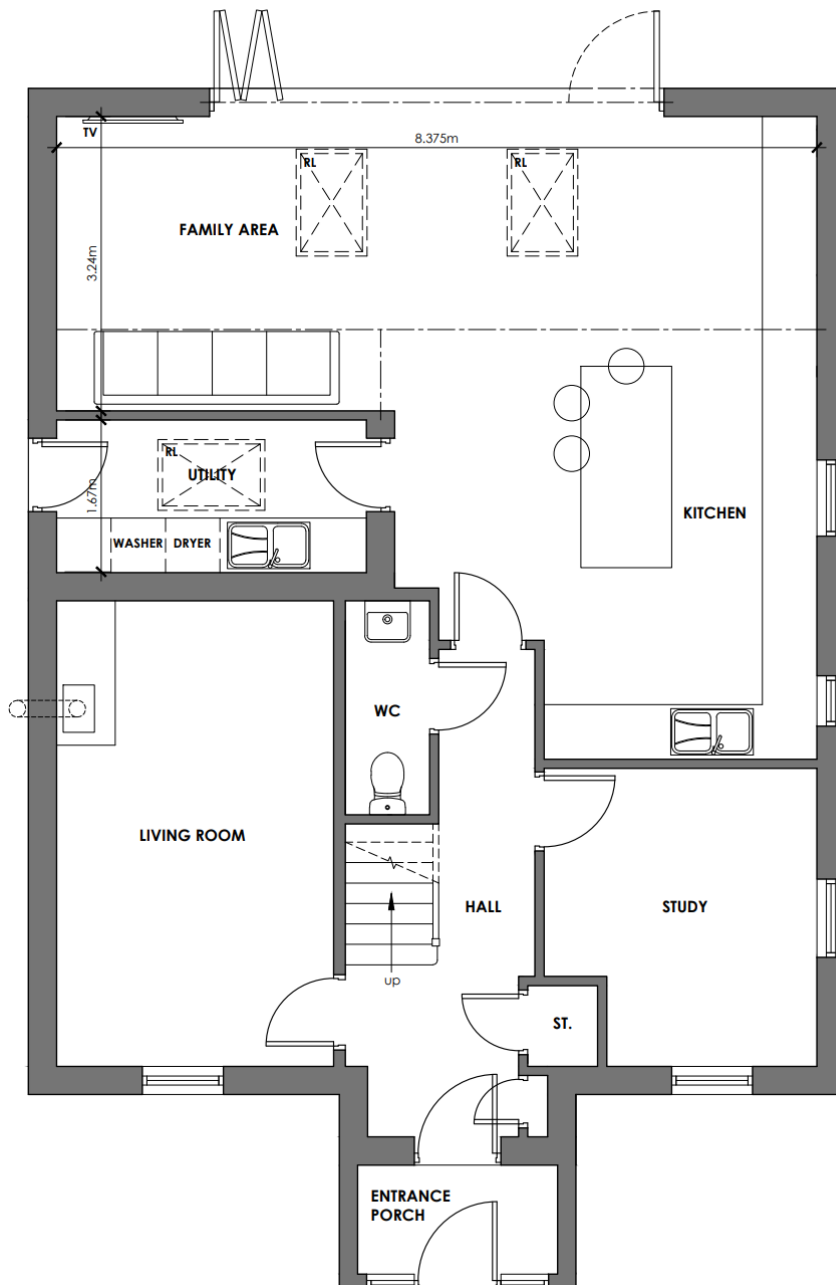 TV
8.375m
RL
RL
FAMILY AREA
3.24m
RL
UTILITY
1.67m
WASHER
DRYER
KITCHEN
WC
LIVING ROOM
HALL
STUDY
up
ST.
ENTRANCE
PORCH